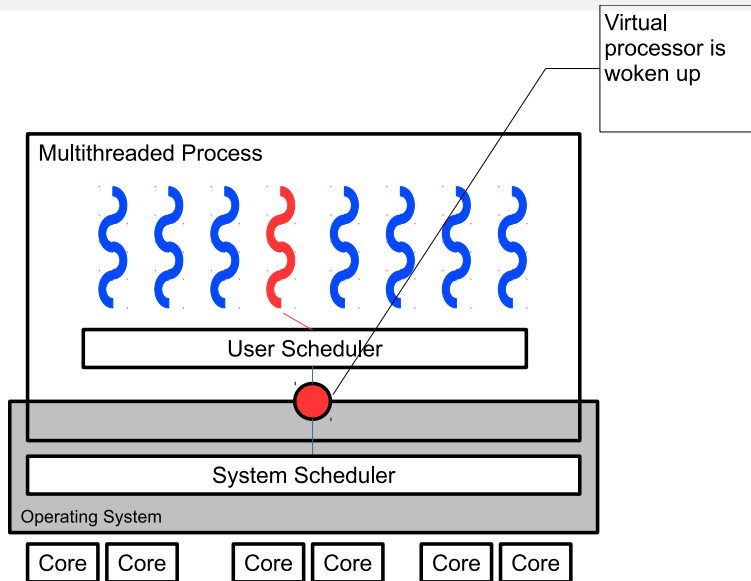 Virtual
processor is
woken up
Multithreaded Process
User Scheduler
System Scheduler
Operating System
Core Core Core Core Core Core